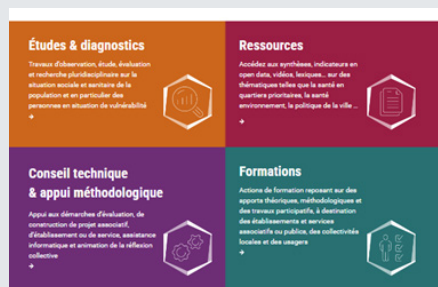 Études & diagnostics
Travaux d'observation, étude, évaluation
et recherche pluridisciplinaire sur la
situation sociale et sanitaire de la
population et en particulier des
personnes en situation de vulnérabilité
→
Ressources
Accédez aux synthèses, indicateurs en
open data, vidéos, lexiques... sur des
thématiques telles que la santé en
quartiers prioritaires, la santé
environnement, la politique de la ville ...
→
Conseil technique
& appui méthodologique
Appui aux démarches d'évaluation, de
construction de projet associatif,
d'établissement ou de service, assistance
informatique et animation de la réflexion
collective
→
Formations
Actions de formation reposant sur des
apports théoriques, méthodologiques et
des travaux participatifs, à destination
des établissements et services
associatifs ou publics, des collectivités
locales et des usagers
→